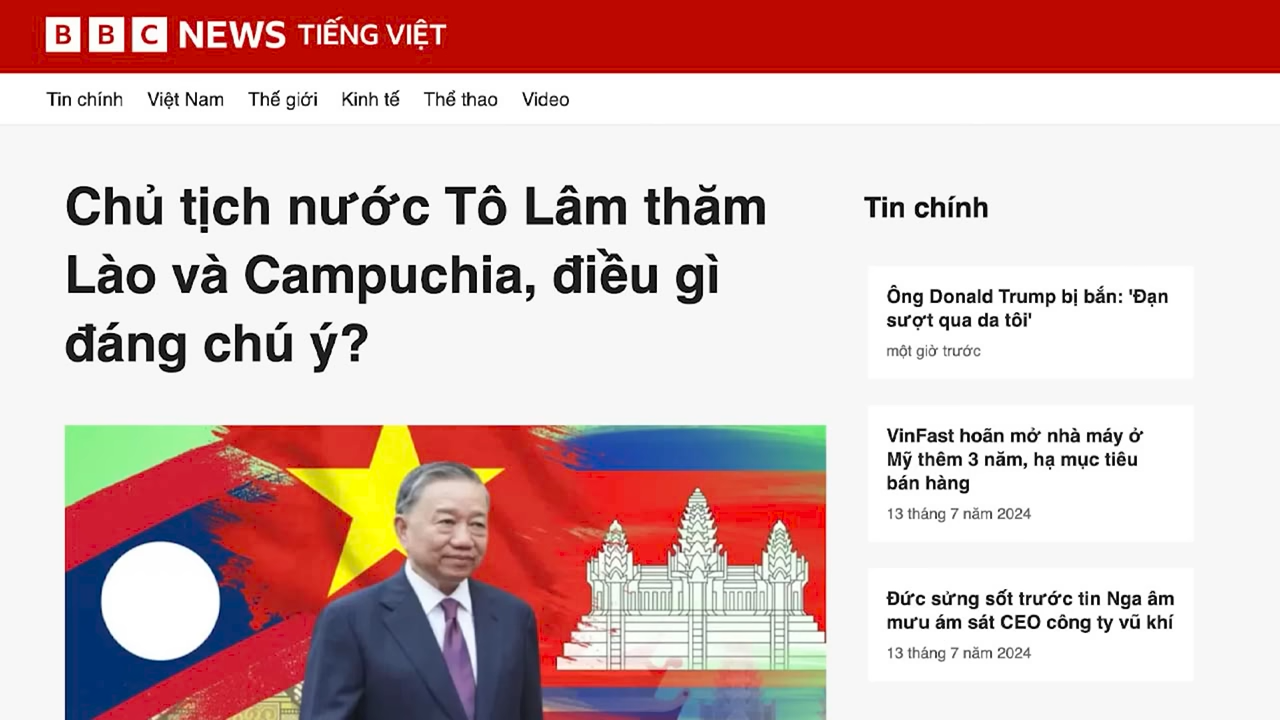 BBC NEWS TIẾNG VIỆT
Tin chính Việt Nam Thế giới Kinh tế Thể thao Video
Chủ tịch nước Tô Lâm thăm
Lào và Campuchia, điều gì
đáng chú ý?
Tin chính
Ông Donald Trump bị bắn: 'Đạn
sượt qua da tôi'
một giờ trước
VinFast hoãn mở nhà máy ở
Mỹ thêm 3 năm, hạ mục tiêu
bán hàng
13 tháng 7 năm 2024
Đức sửng sốt trước tin Nga âm
mưu ám sát CEO công ty vũ khí
13 tháng 7 năm 2024